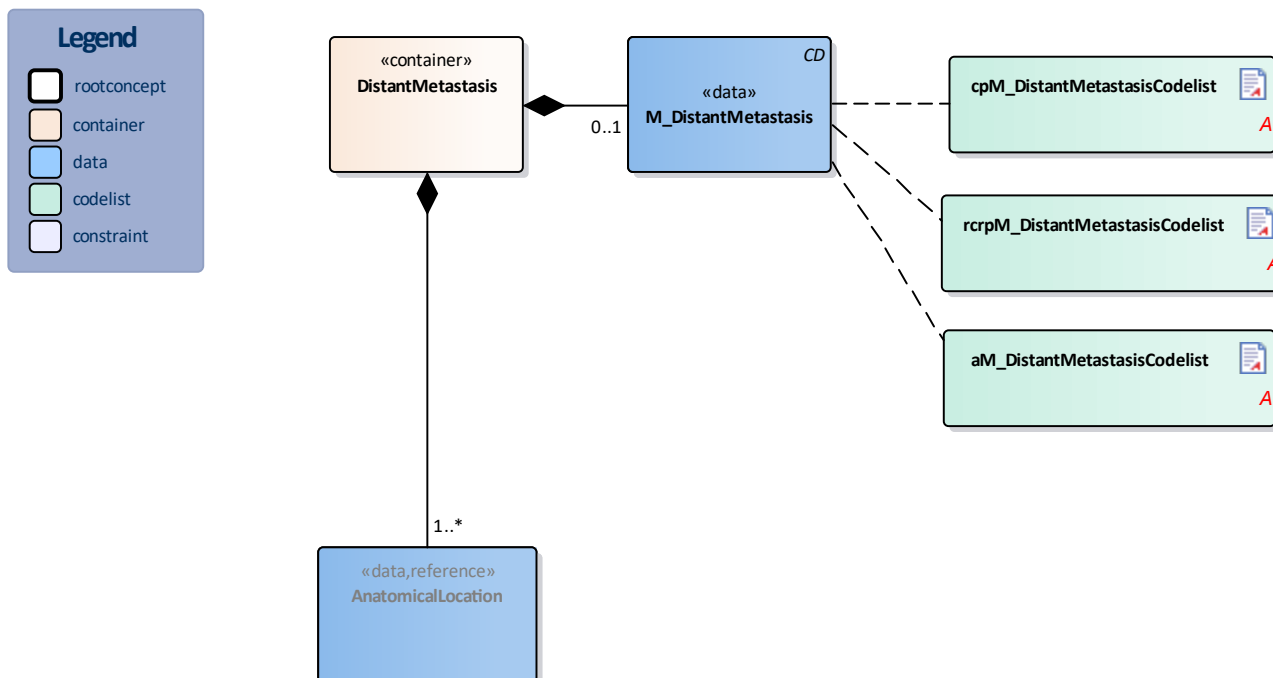 Legend
rootconcept
container
data
codelist
constraint
«container»
DistantMetastasis
0..1
1..*
CD
«data»
M_DistantMetastasis
cpM_DistantMetastasisCodelist
A
rcrpM_DistantMetastasisCodelist
A
aM_DistantMetastasisCodelist
A
«data,reference»
AnatomicalLocation